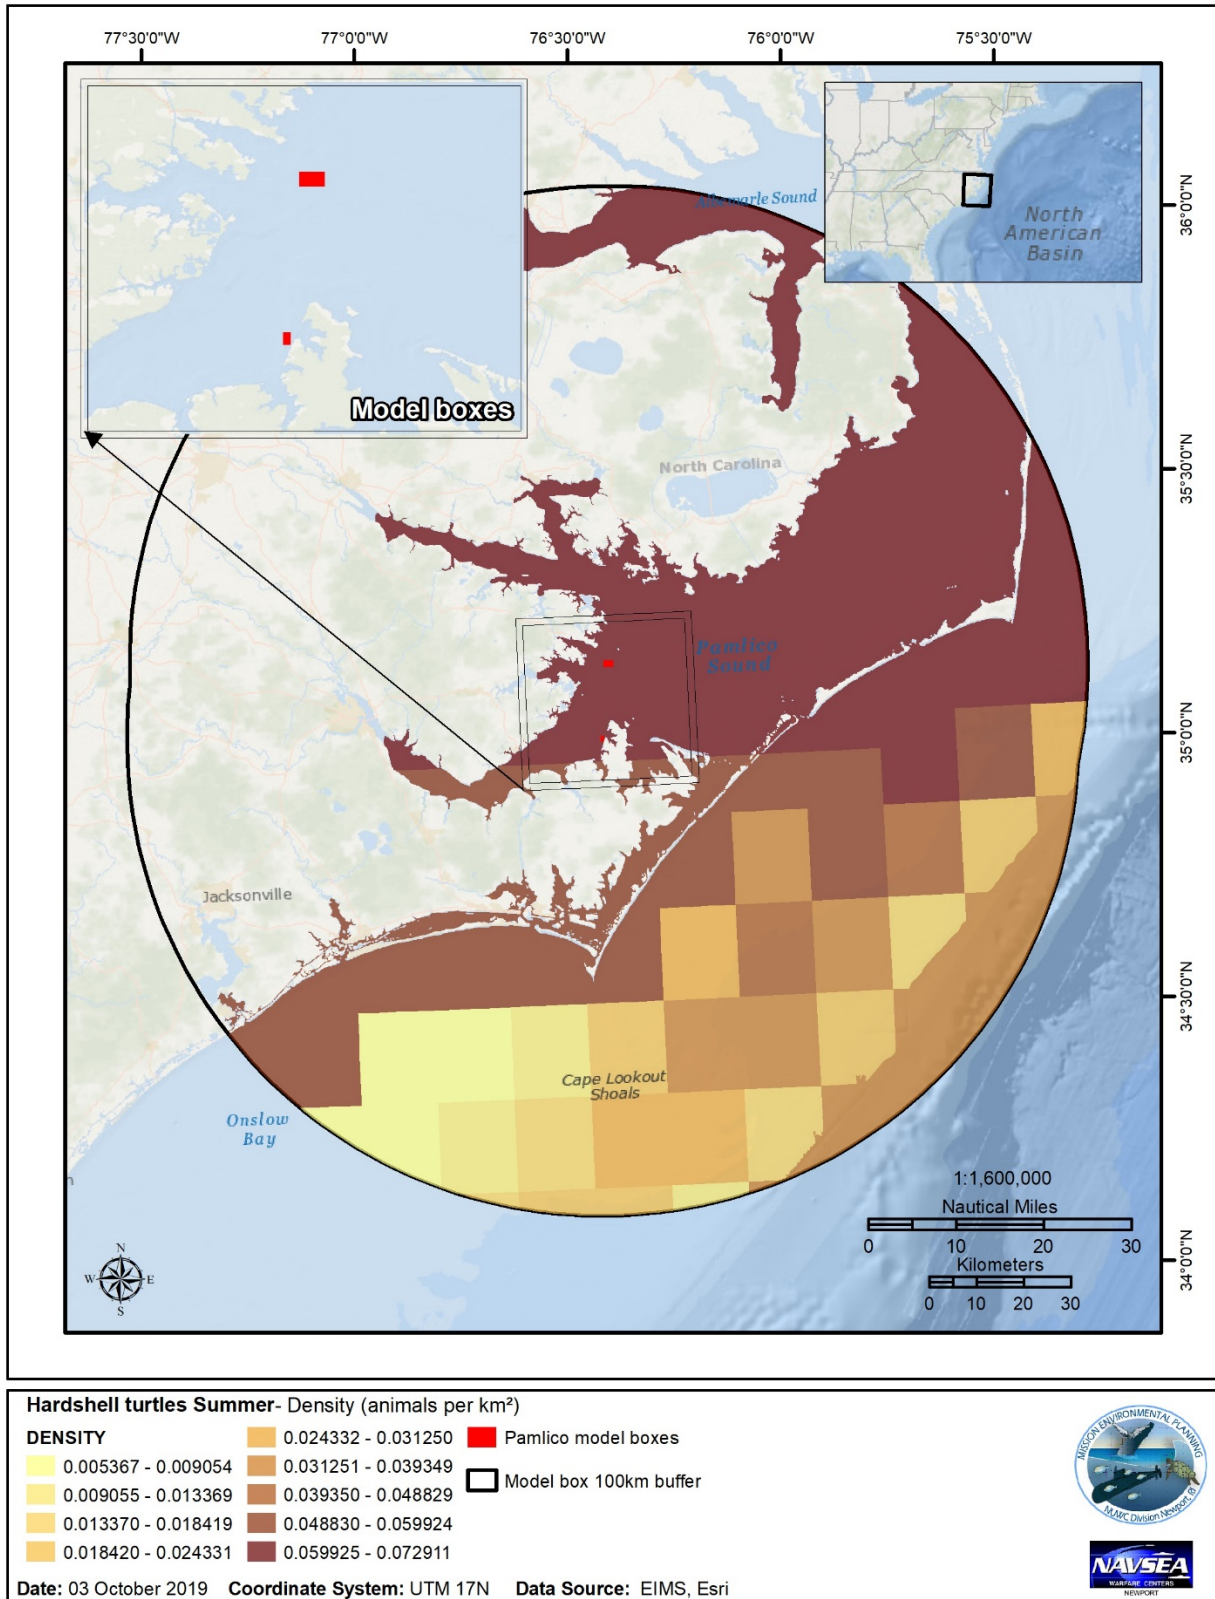 77°30'0"W 77°0'0"W 76°30'0"W 76°0'0"W 75°30'0"W
36°0'0"N
35°30'0"N
35°0'0"N
34°30'0"N
34°0'0"N
Model boxes
Albemarle Sound
North
American
Basin
North Carolina
Pamlico
Sound
Jacksonville
Cape Lookout
Shoals
Onslow
Bay
1:1,600,000
Nautical Miles
0 10 20 30
Kilometers
0 10 20 30
N
W E
S
Hardshell turtles Summer- Density (animals per km²)
DENSITY
0.005367 - 0.009054
0.009055 - 0.013369
0.013370 - 0.018419
0.018420 - 0.024331
0.024332 - 0.031250
0.031251 - 0.039349
0.039350 - 0.048829
0.048830 - 0.059924
0.059925 - 0.072911
Pamlico model boxes
Model box 100km buffer
Date: 03 October 2019 Coordinate System: UTM 17N Data Source: EIMS, Esri
MISSION ENVIRONMENTAL PLANNING
NUWC Division Newport, RI
NAVSEA
WARFARE CENTERS
NEWPORT